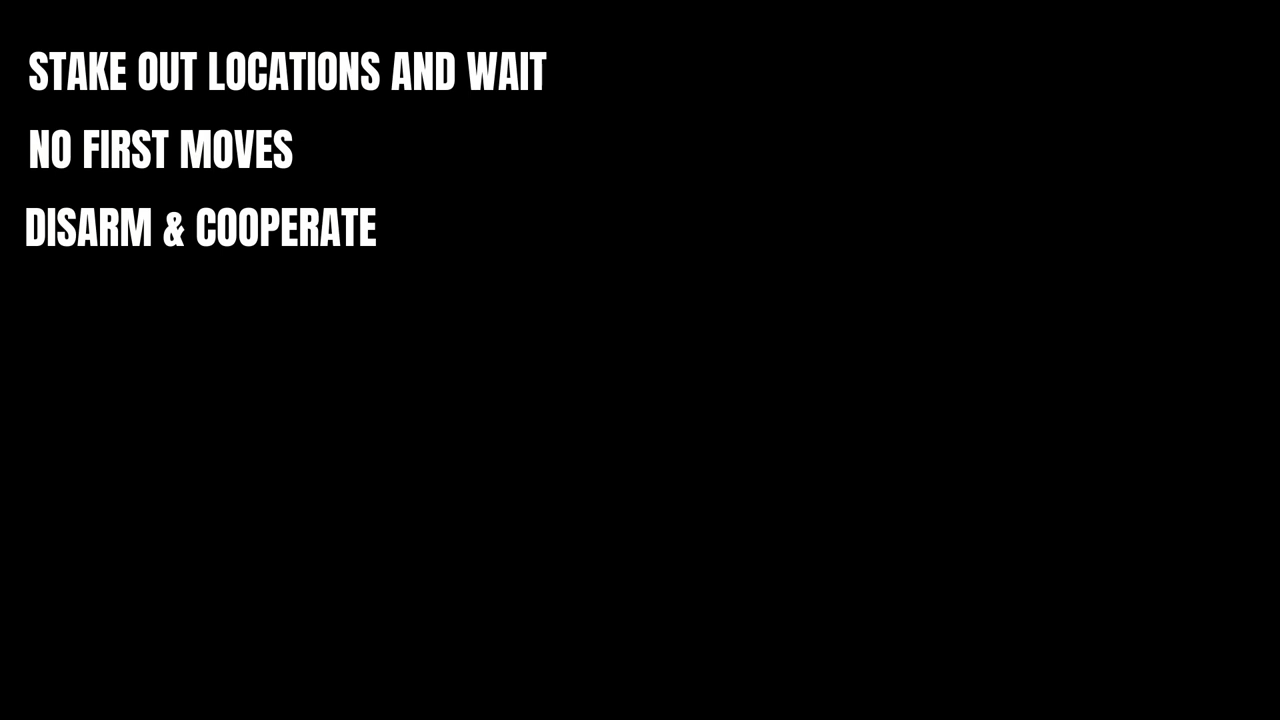 STAKE OUT LOCATIONS AND WAIT
NO FIRST MOVES
DISARM & COOPERATE